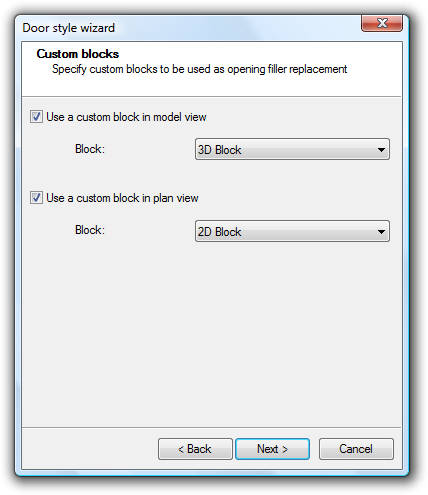 Door style wizard
Custom blocks
Specify custom blocks to be used as opening filler replacement
Use a custom block in model view
Block: 3D Block
Use a custom block in plan view
Block: 2D Block
< Back Next > Cancel